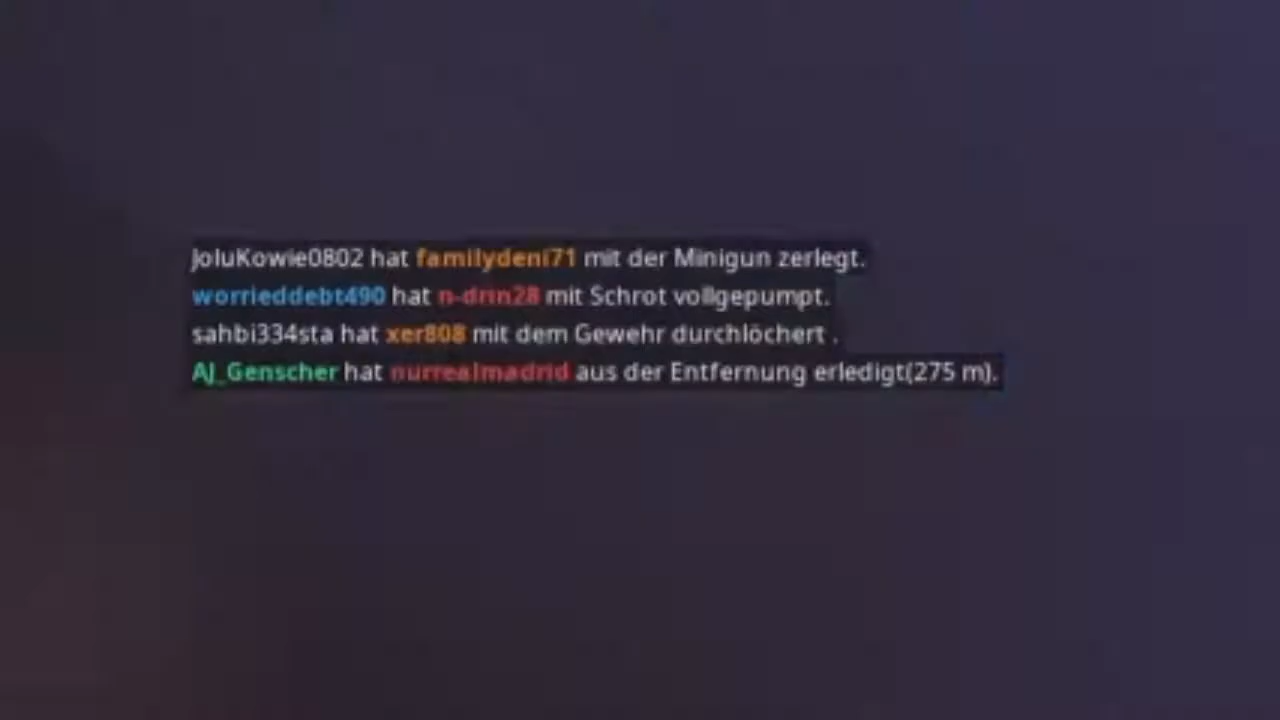 JoluKowie0802 hat familydeni71 mit der Minigun zerlegt.
worrieddebt490 hat n-drin28 mit Schrot vollgepumpt.
sahbi334sta hat xer808 mit dem Gewehr durchlöchert .
AJ_Genscher hat nurrealmadrid aus der Entfernung erledigt(275 m).